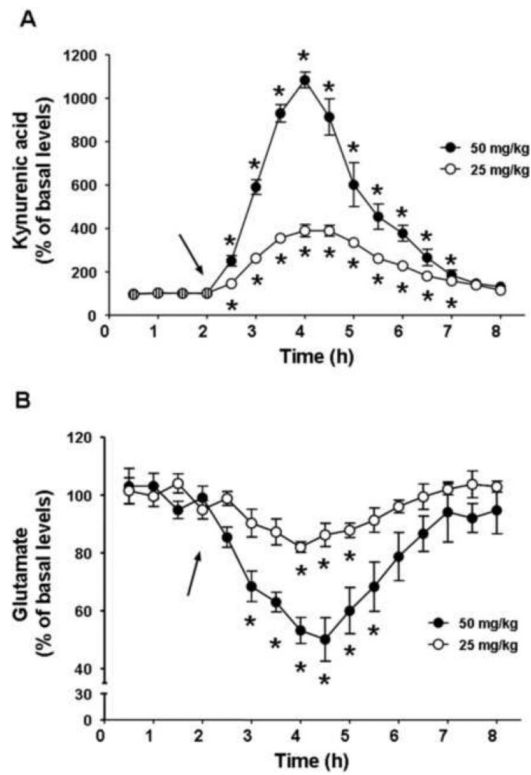 A
Kynurenic acid
(% of basal levels)
1200
1000
800
600
400
200
0
* * * * * * * * * *
50 mg/kg
25 mg/kg
* * * * * * * * * *
0 1 2 3 4 5 6 7 8
Time (h)
B
Glutamate
(% of basal levels)
120
100
80
60
40
30
0
* * *
* * * * * *
50 mg/kg
25 mg/kg
0 1 2 3 4 5 6 7 8
Time (h)